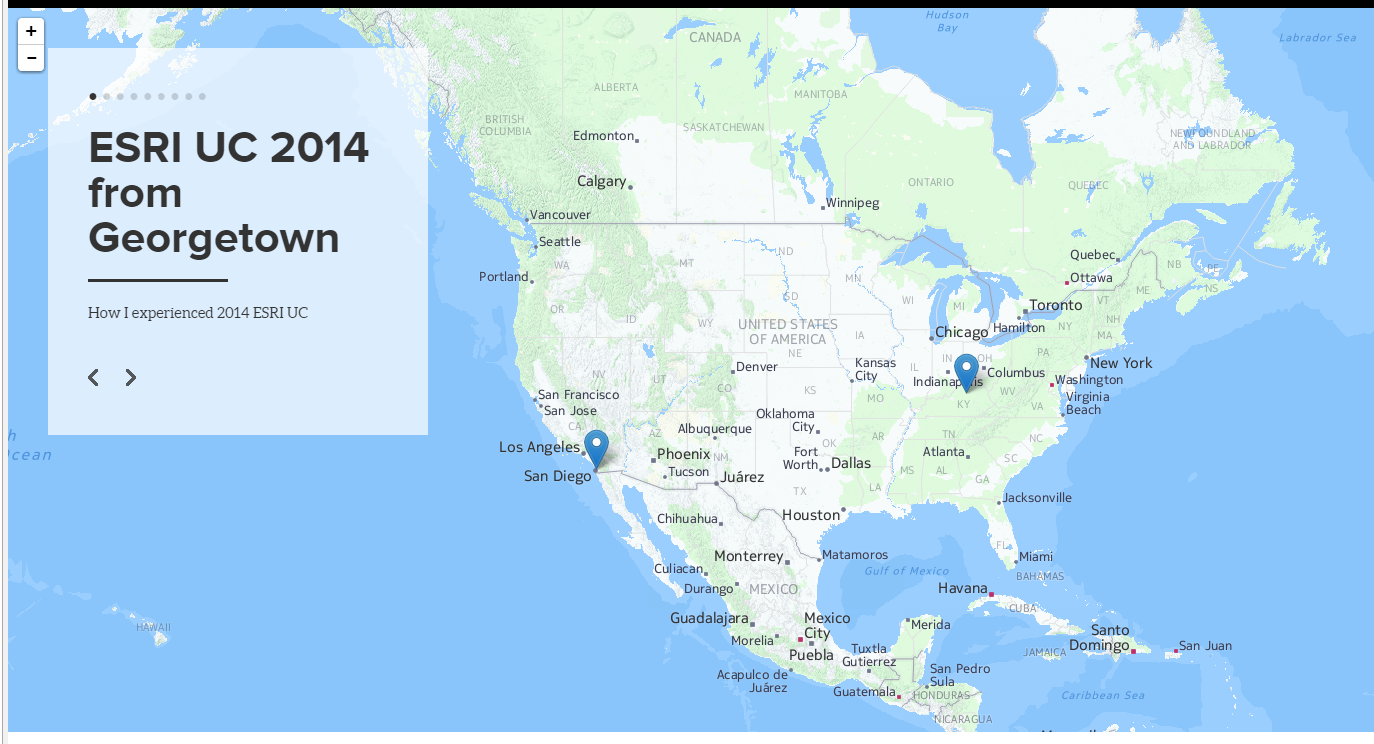 +
−
ESRI UC 2014
from
Georgetown
How I experienced 2014 ESRI UC
Hudson
Bay
Labrador Sea
CANADA
ALBERTA
MANITOBA
BRITISH
COLUMBIA
SASKATCHEWAN
NEWFOUNDLAND
AND LABRADOR
Edmonton
Calgary
ONTARIO
QUEBEC
Winnipeg
Vancouver
Seattle
Quebec
Portland
WA
MT
ND
MN
Ottawa
NB
PE
NS
ME
OR
ID
WY
SD
WI
MI
Toronto
VT
NH
MA
NY
UNITED STATES
OF AMERICA
Chicago
Hamilton
IA
NE
PA
New York
NV
UT
Denver
CO
KS
Kansas
City
IL
IN
OH
Indianapolis
Columbus
Washington
San Francisco
San Jose
CA
MO
KY
WV
VA
Virginia
Beach
Oklahoma
City
OK
Albuquerque
AZ
NM
AR
TN
NC
Los Angeles
Phoenix
Fort
Worth
Dallas
Atlanta
SC
MS
AL
GA
San Diego
Tucson
Juárez
TX
LA
Jacksonville
Houston
Chihuahua
FL
Monterrey
Matamoros
Miami
Culiacan
Gulf of Mexico
BAHAMAS
Durango
MEXICO
Havana
CUBA
HAWAII
Guadalajara
Mexico
City
Merida
Morelia
Puebla
Santo
Domingo
San Juan
JAMAICA
Tuxtla
Gutierrez
Acapulco de
Juárez
San Pedro
Sula
Guatemala
HONDURAS
Caribbean Sea
NICARAGUA
h
cean